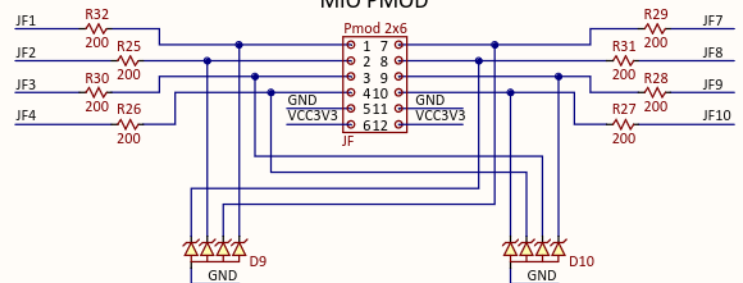 MIO PMOD
JF1 R32 200
Pmod 2x6
R29 200 JF7
JF2 R25 200
1 7
R31 200 JF8
2 8
JF3 R30 200
3 9
R28 200 JF9
JF4 R26 200
4 10
R27 200 JF10
GND 5 11 GND
VCC3V3 6 12 VCC3V3
JF
D9
D10
GND
GND